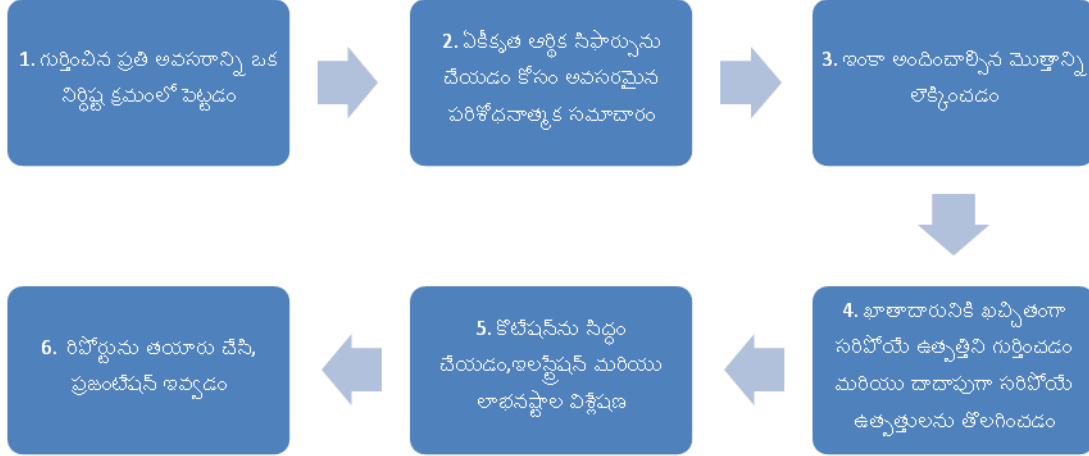 1. గుర్తించిన ప్రతి అవసరాన్ని ఒక
నిర్ధిష్ట క్రమంలో పెట్టడం
2. ఏకీకృత ఆర్థిక సిఫార్సును
చేయడం కోసం అవసరమైన
పరిశోధనాత్మక సమాచారం
3. ఇంకా అందించాల్సిన మొత్తాన్ని
లెక్కించడం
4. ఖాతాదారునికి ఖచ్చితంగా
సరిపోయే ఉత్పత్తిని గుర్తించడం
మరియు దాదాపుగా సరిపోయే
ఉత్పత్తులను తొలగించడం
5. కొటేషన్‌ను సిద్ధం
చేయడం,ఇలస్ట్రేషన్ మరియు
లాభనష్టాల విశ్లేషణ
6. రిపోర్టును తయారు చేసి,
ప్రజంటేషన్ ఇవ్వడం